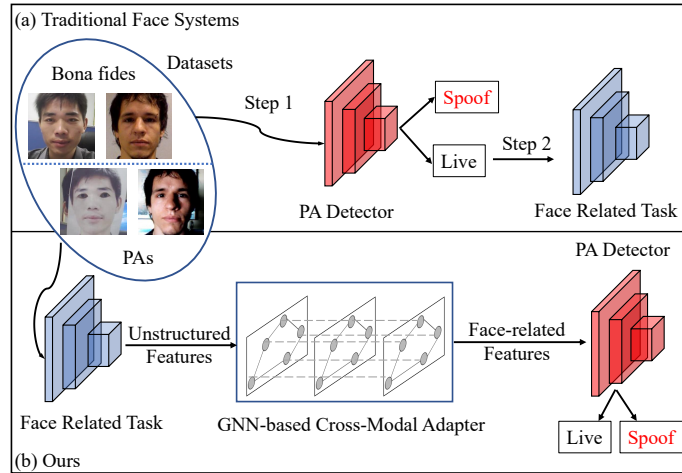 (a) Traditional Face Systems
Bona fides
Datasets
Step 1
Spoof
Live
Step 2
PA Detector
Face Related Task
PAs
PA Detector
Unstructured
Features
Face-related
Features
Face Related Task
GNN-based Cross-Modal Adapter
Live
Spoof
(b) Ours